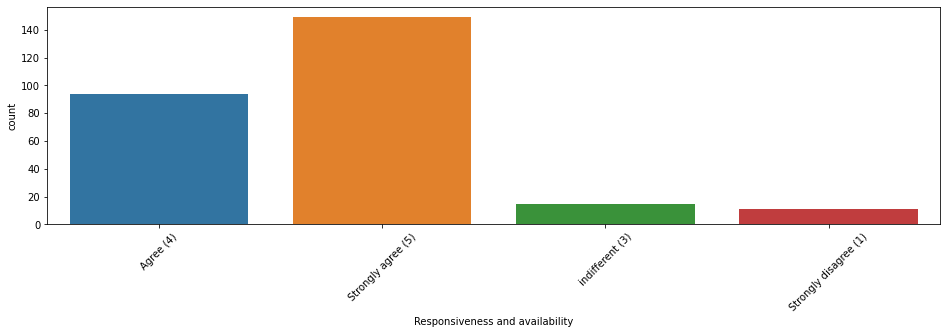 140
120
100
80
60
40
20
0
count
Agree (4)
Strongly agree (5)
indifferent (3)
Strongly disagree (1)
Responsiveness and availability